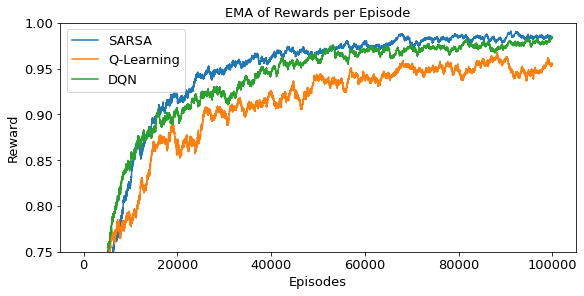 EMA of Rewards per Episode
1.00
0.95
0.90
0.85
0.80
0.75
Reward
SARSA
Q-Learning
DQN
0 20000 40000 60000 80000 100000
Episodes